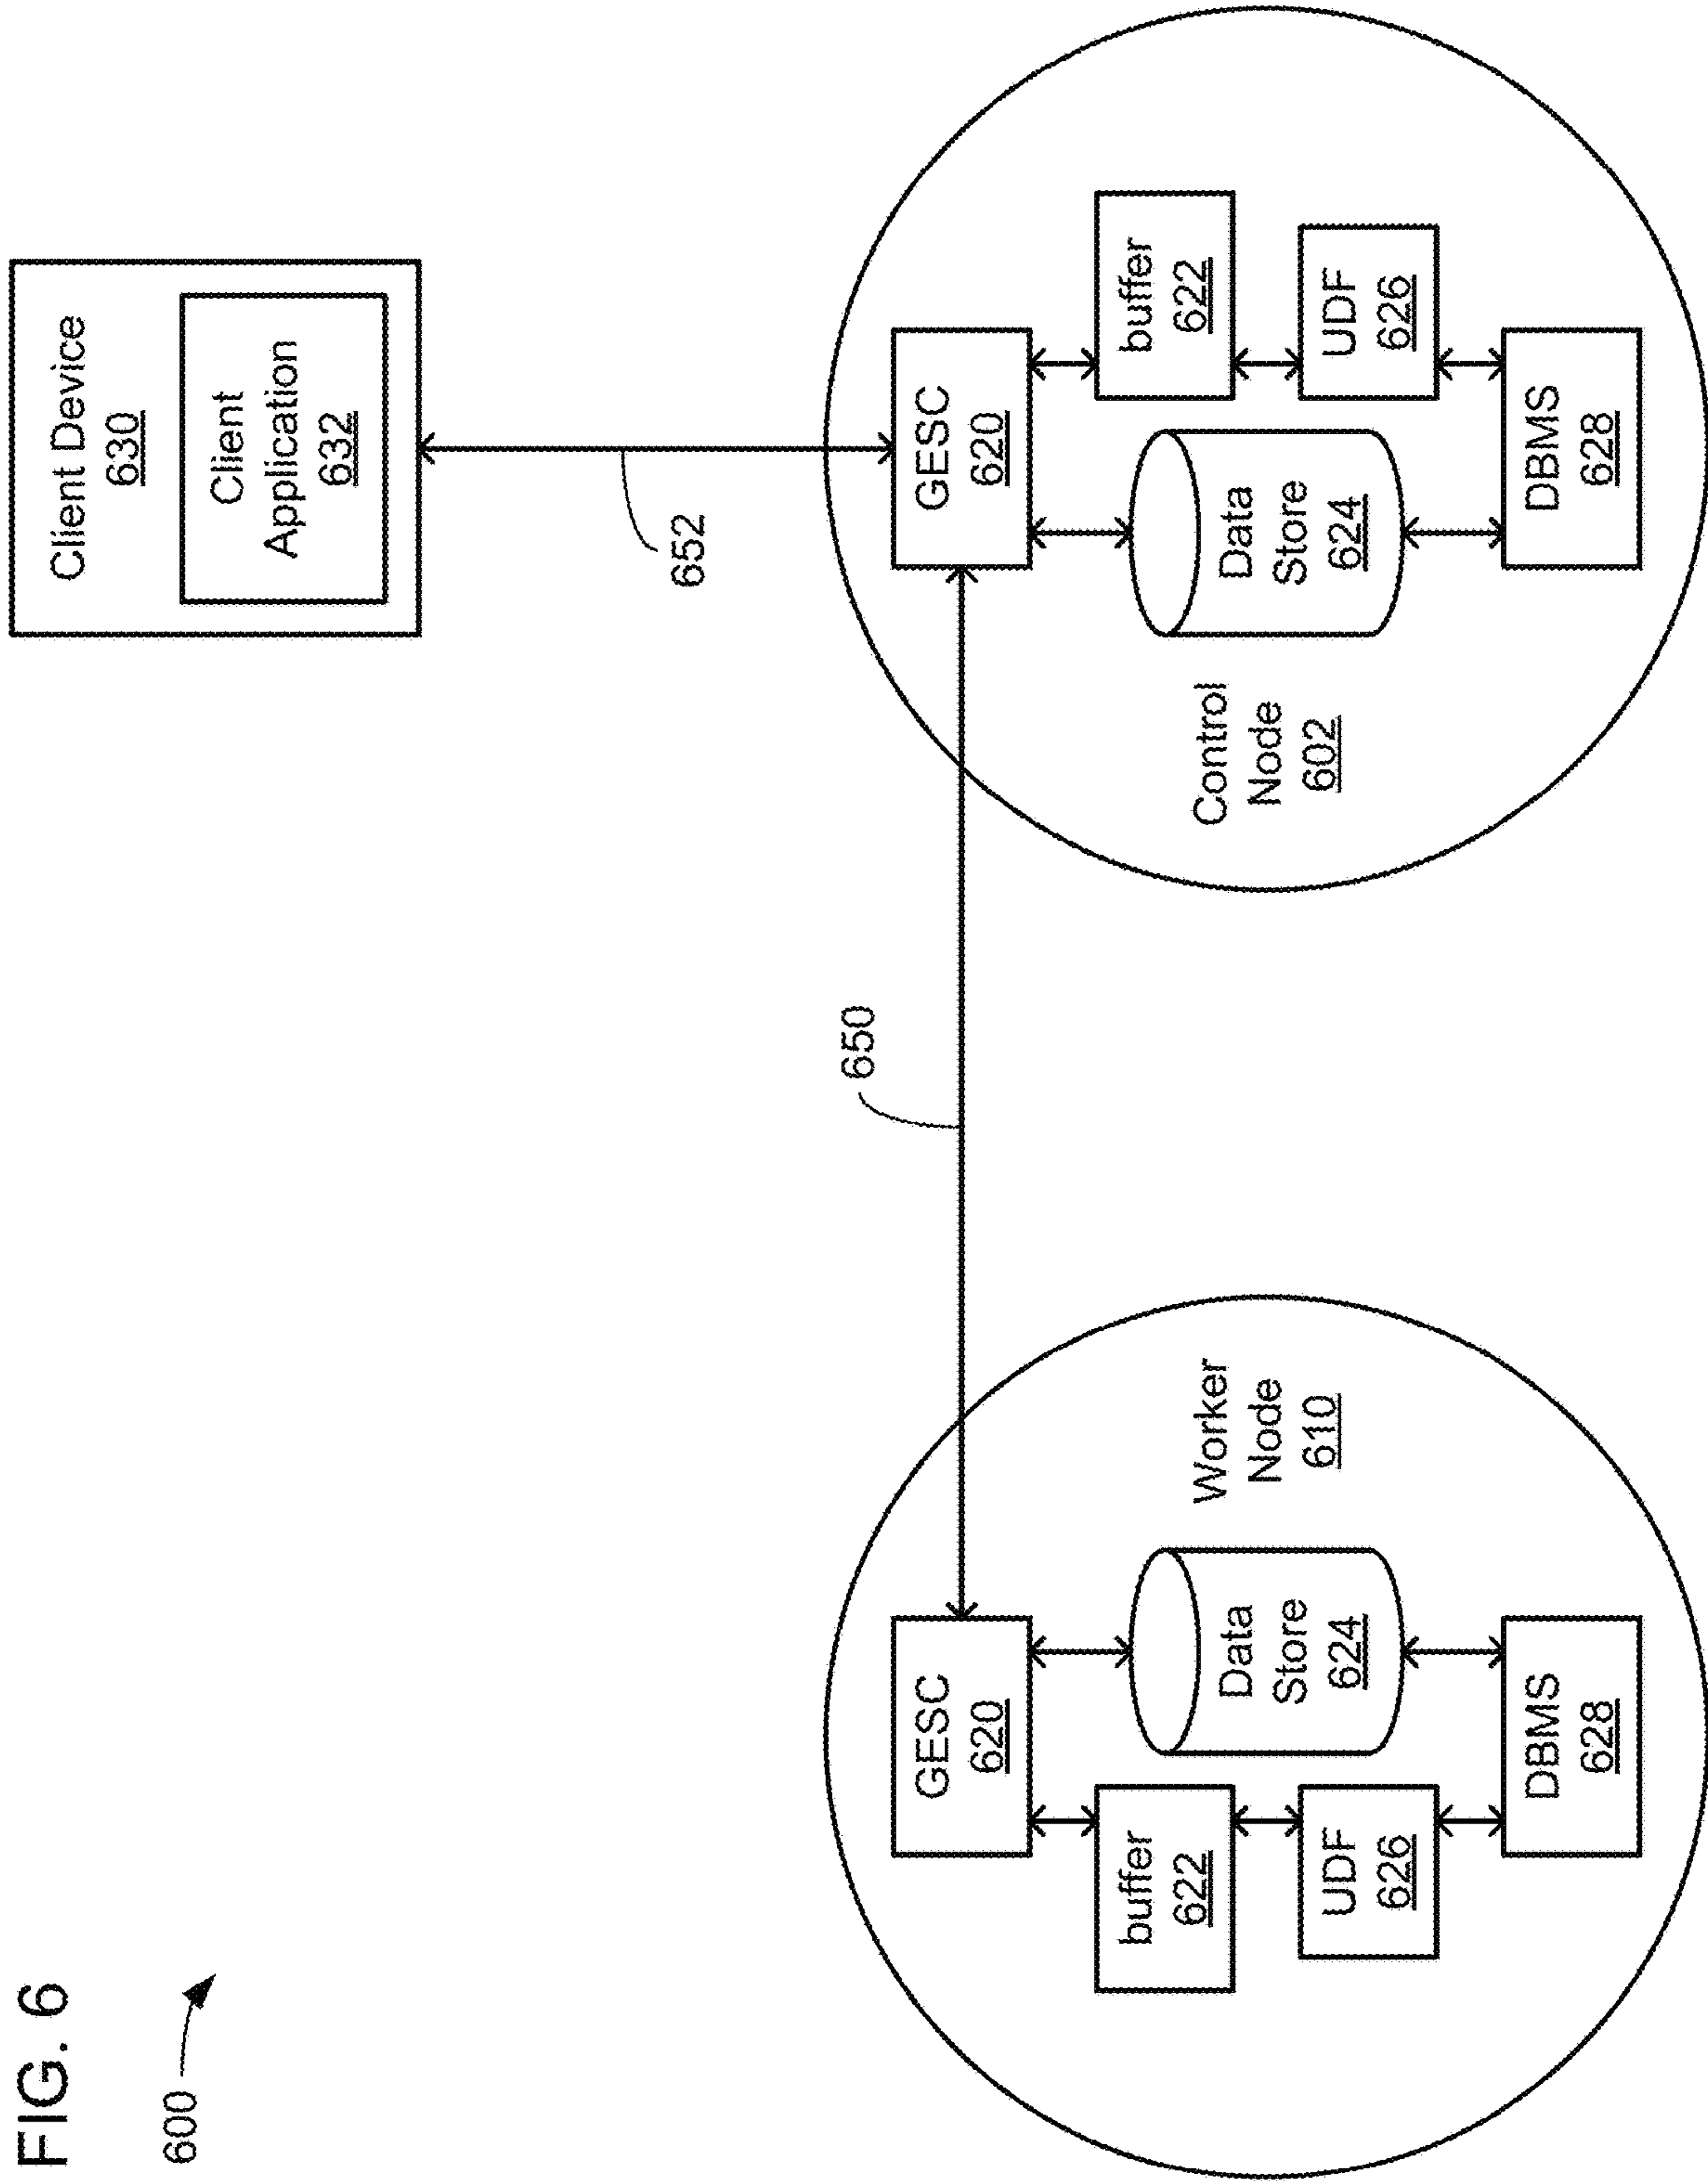 FIG. 6
600
Client Device
630
Client
Application
632
652
650
GESC
620
buffer
622
Data
Store
624
UDF
626
DBMS
628
Worker
Node
610
GESC
620
Data
Store
624
buffer
622
UDF
626
DBMS
628
Control
Node
602